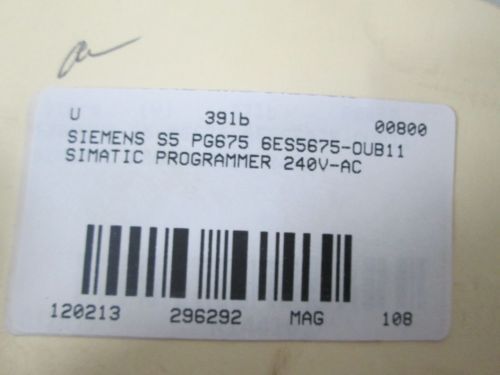 U 391b 00800
SIEMENS S5 PG675 6ES5675-0UB11
SIMATIC PROGRAMMER 240V-AC
120213 296292 MAG 108